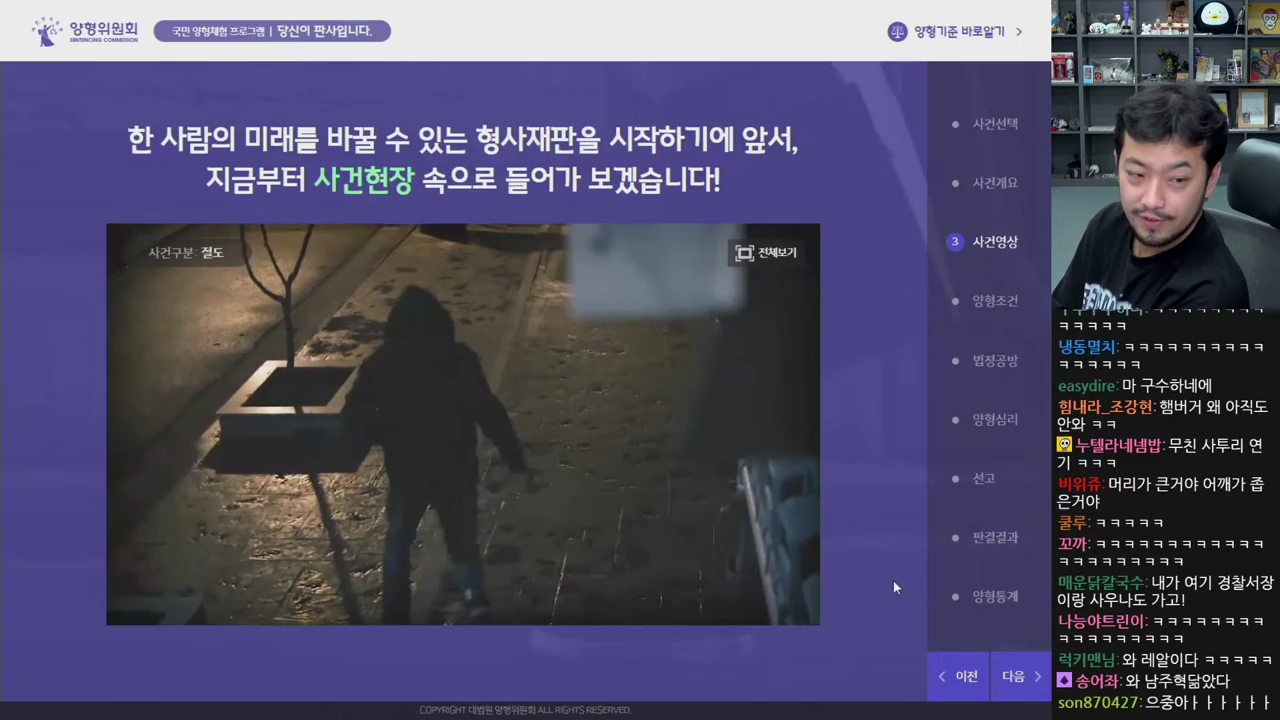 양형위원회
SENTENCING COMMISSION
국민 양형체험 프로그램 | 당신이 판사입니다.
양형기준 바로알기
한 사람의 미래를 바꿀 수 있는 형사재판을 시작하기에 앞서,
지금부터 사건현장 속으로 들어가 보겠습니다!
사건구분: 절도
전체보기
사건선택
사건개요
3 사건영상
양형조건
법정공방
양형심리
선고
판결결과
양형통계
이전
다음
COPYRIGHT 대법원 양형위원회 ALL RIGHTS RESERVED.
ㅋㅋㅋㅋㅋ
냉동멸치: ㅋㅋㅋㅋㅋㅋㅋㅋㅋㅋ
ㅋㅋㅋㅋㅋㅋ
easydire: 마 구수하네에
힘내라_조강현: 햄버거 왜 아직도
안와 ㅋㅋ
누텔라네넴밥: 무친 사투리 연
기 ㅋㅋㅋ
비위쥬: 머리가 큰거야 어깨가 좁
은거야
쿨루: ㅋㅋㅋㅋㅋ
꼬까: ㅋㅋㅋㅋㅋㅋㅋㅋㅋㅋㅋㅋ
ㅋㅋㅋㅋㅋㅋㅋㅋㅋ
매운닭칼국수: 내가 여기 경찰서장
이랑 사우나도 가고!
나능야트린이: ㅋㅋㅋㅋㅋㅋㅋㅋ
ㅋㅋㅋㅋㅋㅋㅋㅋㅋ
럭키맨님: 와 레알이다 ㅋㅋㅋㅋㅋ
송어좌: 와 남주혁닮았다
son870427: 으중아ㅏㅏㅏㅏㅏㅏ